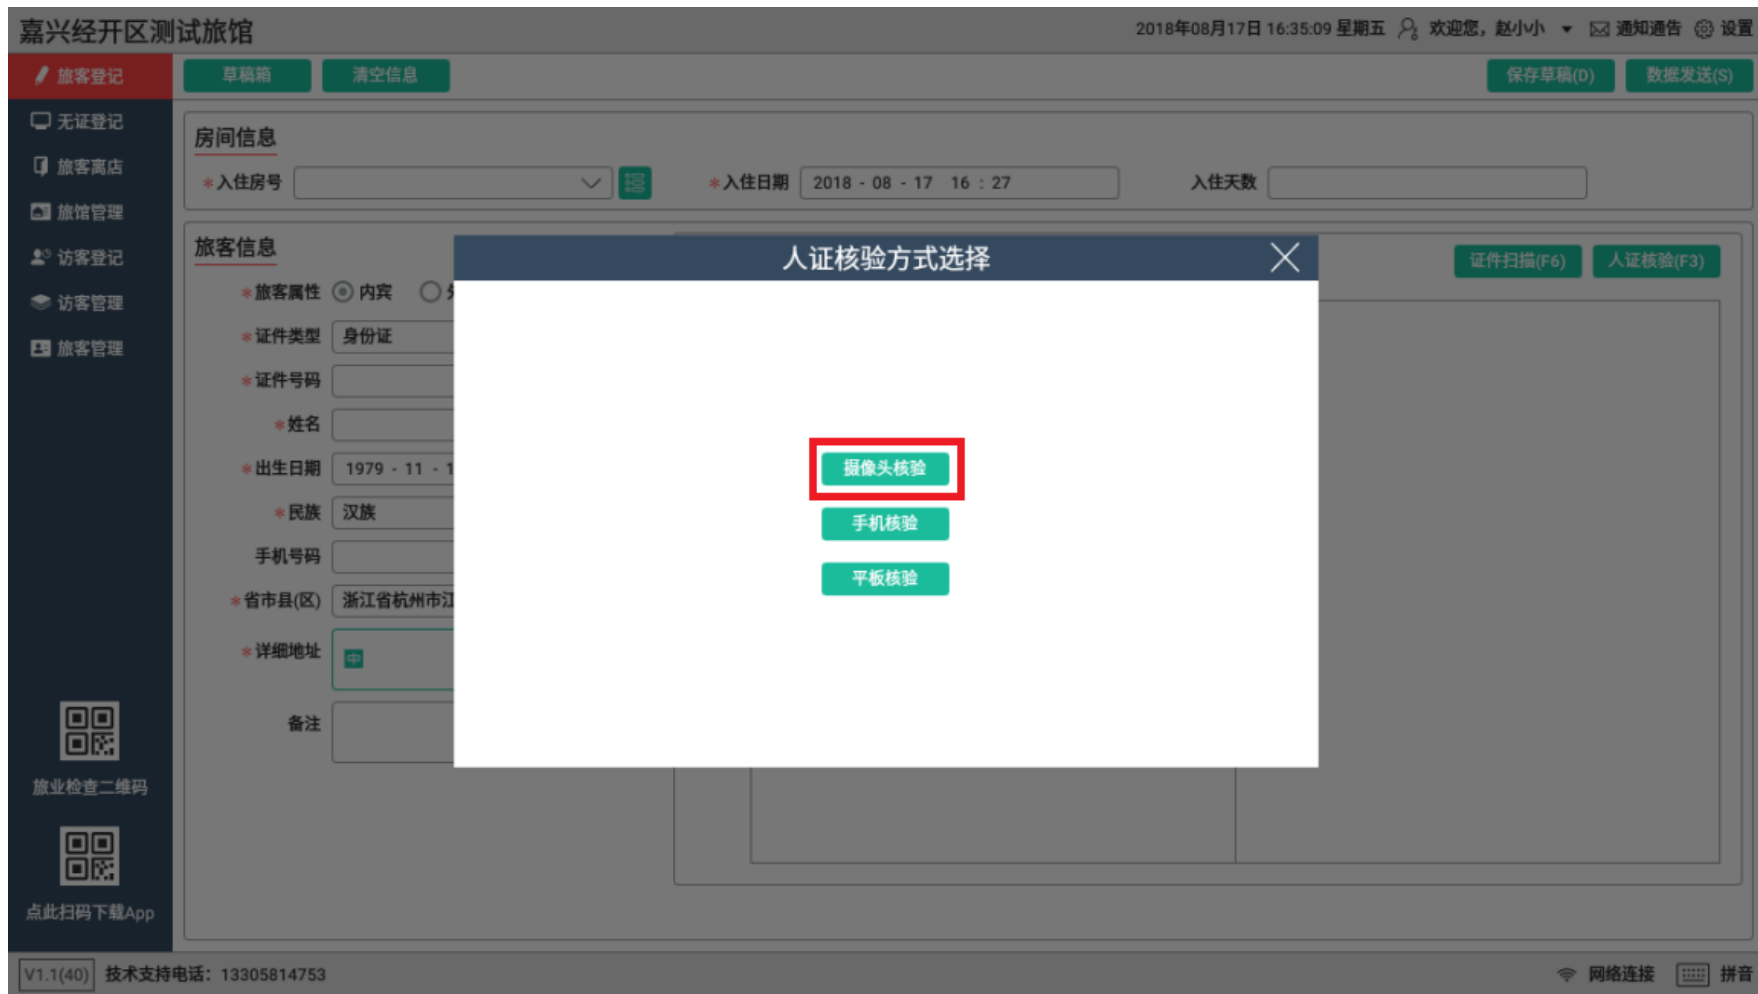 嘉兴经开区测试旅馆
2018年08月17日 16:35:09 星期五 欢迎您，赵小小 通知通告 设置
旅客登记
草稿箱
清空信息
保存草稿(D)
数据发送(S)
无证登记
旅客离店
旅馆管理
访客登记
访客管理
旅客管理
房间信息
*入住房号
*入住日期 2018 - 08 - 17 16 : 27
入住天数
旅客信息
人证核验方式选择
证件扫描(F6)
人证核验(F3)
*旅客属性 内宾
*证件类型 身份证
*证件号码
*姓名
*出生日期 1979 - 11 - 1
*民族 汉族
手机号码
*省市县(区) 浙江省杭州市江
*详细地址 中
备注
摄像头核验
手机核验
平板核验
旅业检查二维码
点此扫码下载App
V1.1(40) 技术支持电话：13305814753
网络连接 拼音